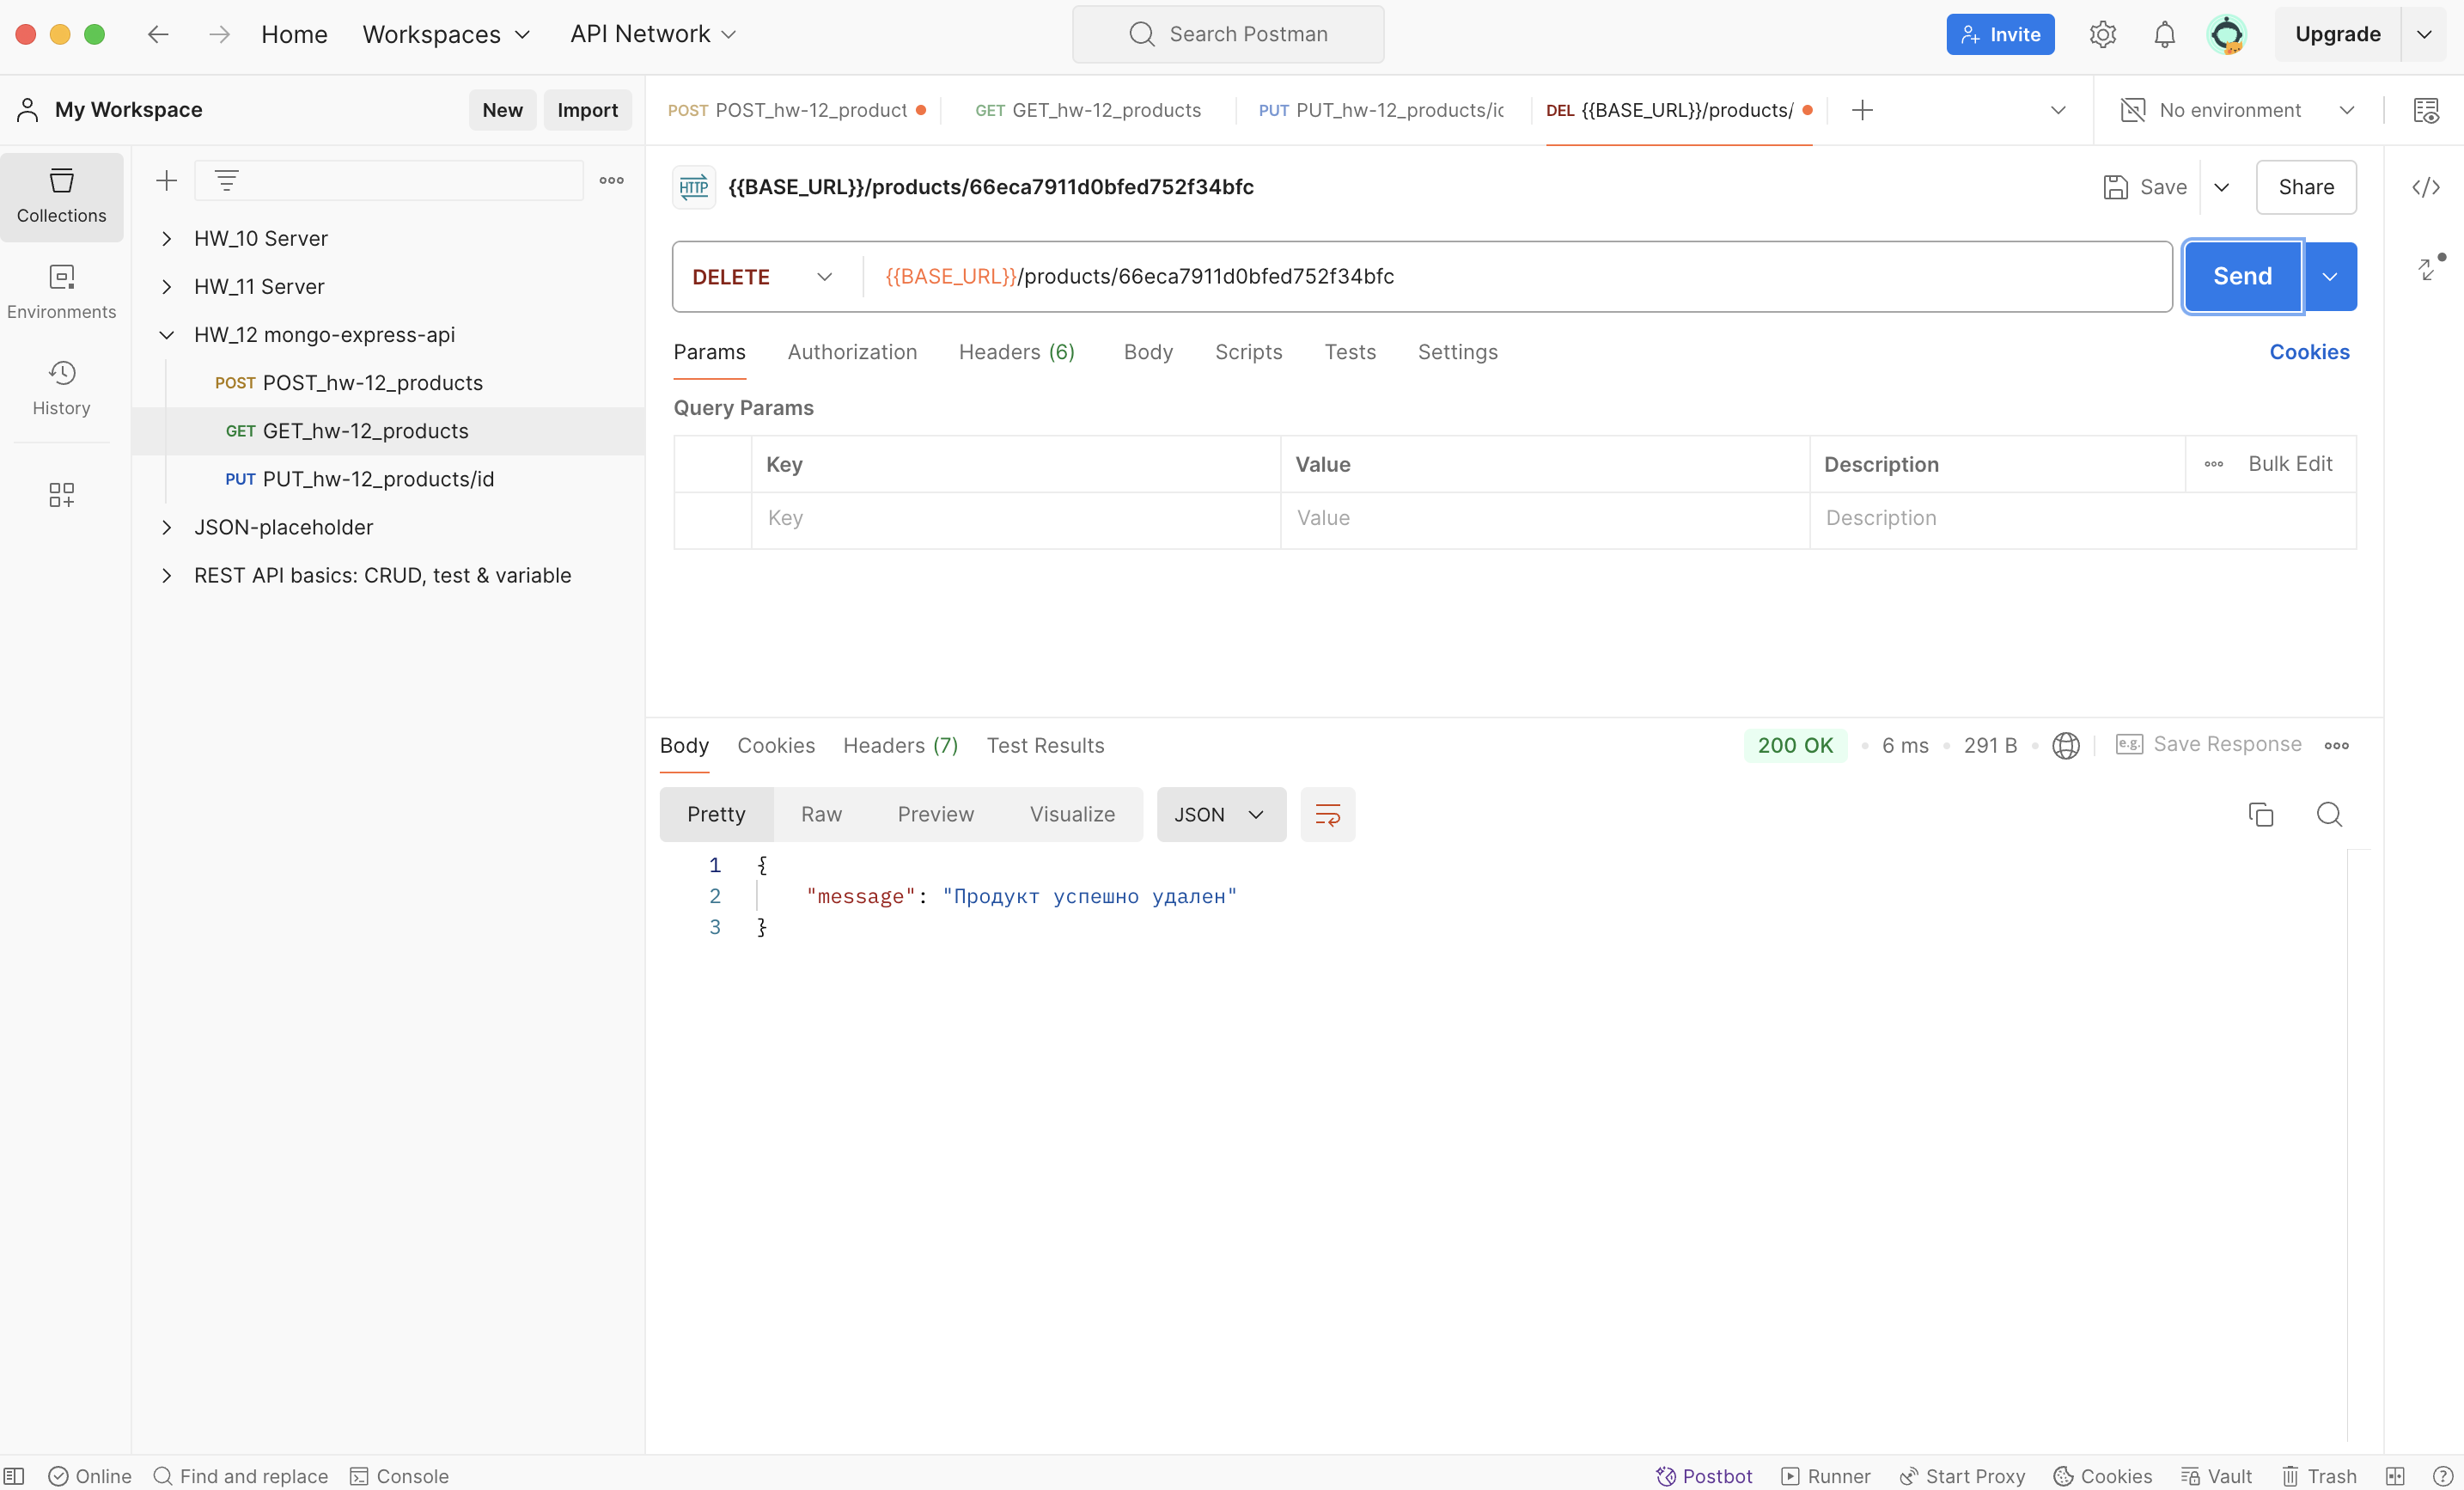 Home Workspaces API Network Search Postman Invite Upgrade
My Workspace New Import
POST POST_hw-12_product GET GET_hw-12_products PUT PUT_hw-12_products/ic DEL {{BASE_URL}}/products/ No environment
Collections
Environments
History
HW_10 Server
HW_11 Server
HW_12 mongo-express-api
POST POST_hw-12_products
GET GET_hw-12_products
PUT PUT_hw-12_products/id
JSON-placeholder
REST API basics: CRUD, test & variable
HTTP {{BASE_URL}}/products/66eca7911d0bfed752f34bfc Save Share
DELETE {{BASE_URL}}/products/66eca7911d0bfed752f34bfc Send
Params Authorization Headers (6) Body Scripts Tests Settings Cookies
Query Params
Key Value Description Bulk Edit
Key Value Description
Body Cookies Headers (7) Test Results 200 OK 6 ms 291 B e.g. Save Response
Pretty Raw Preview Visualize JSON
1 {
2 "message": "Продукт успешно удален"
3 }
Online Find and replace Console Postbot Runner Start Proxy Cookies Vault Trash